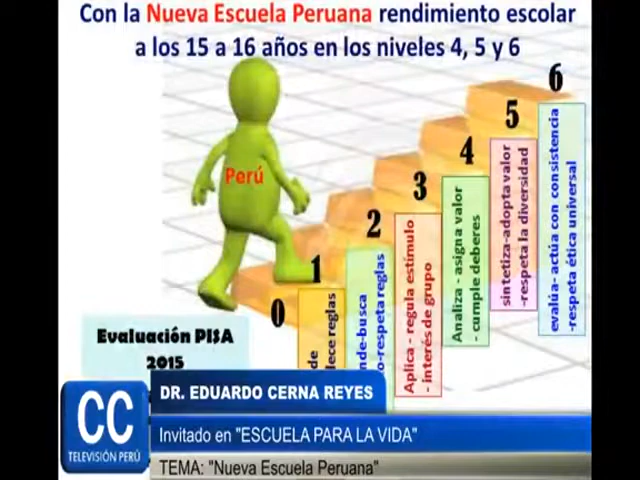 Con la Nueva Escuela Peruana rendimiento escolar
a los 15 a 16 años en los niveles 4, 5 y 6
6
5
4
3
2
1
0
Perú
lece reglas
o-respeta reglas
Aplica - regula estímulo
- interés de grupo
Analiza - asigna valor
- cumple deberes
sintetiza-adopta valor
-respeta la diversidad
evalúa- actúa con consistencia
-respeta ética universal
Evaluación PISA
2015
CC
TELEVISIÓN PERÚ
DR. EDUARDO CERNA REYES
Invitado en "ESCUELA PARA LA VIDA"
TEMA: "Nueva Escuela Peruana"